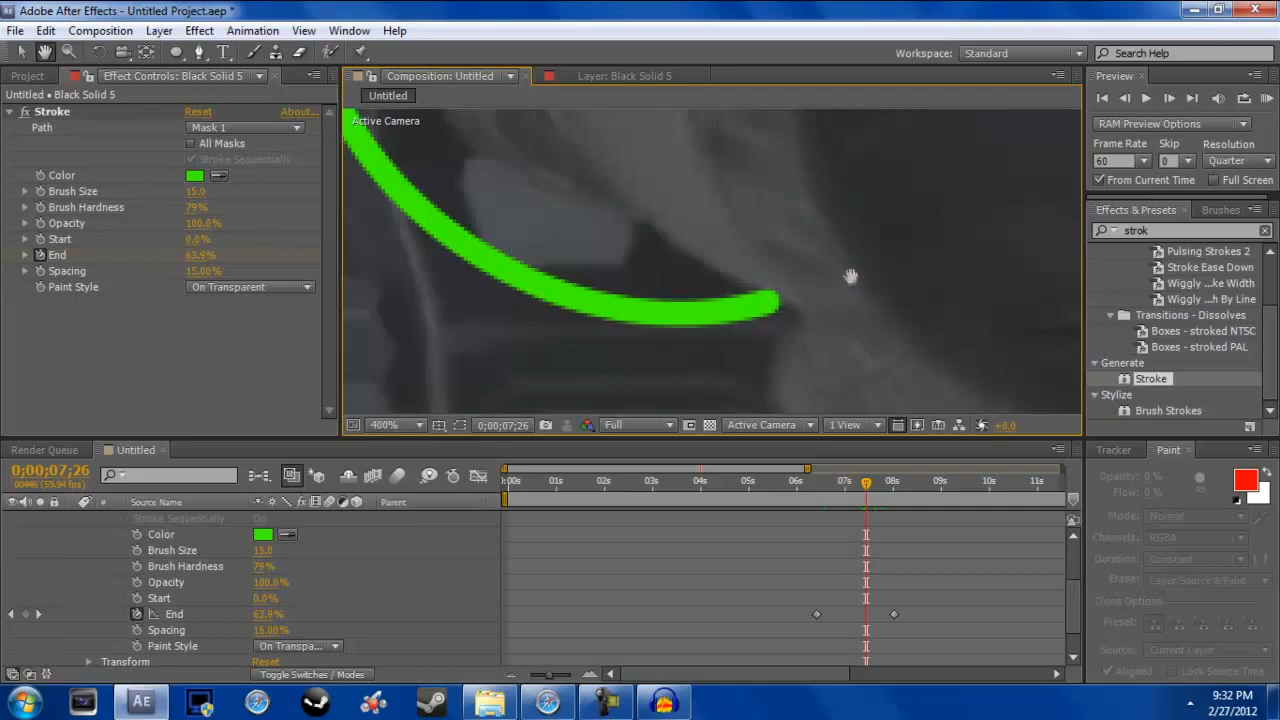 Adobe After Effects - Untitled Project.aep *
File Edit Composition Layer Effect Animation View Window Help
Workspace: Standard Search Help
Project Effect Controls: Black Solid 5
Untitled • Black Solid 5
fx Stroke Reset About...
Path Mask 1
All Masks
Stroke Sequentially
Color
Brush Size 15.0
Brush Hardness 79%
Opacity 100.0%
Start 0.0%
End 63.9%
Spacing 15.00%
Paint Style On Transparent
Composition: Untitled Layer: Black Solid 5
Untitled
Active Camera
400% 0;00;07;26 Full Active Camera 1 View +0.0
Preview
RAM Preview Options
Frame Rate Skip Resolution
60 0 Quarter
From Current Time Full Screen
Effects & Presets Brushes
strok
Pulsing Strokes 2
Stroke Ease Down
Wiggly ...ke Width
Wiggly ...h By Line
Transitions - Dissolves
Boxes - stroked NTSC
Boxes - stroked PAL
Generate
Stroke
Stylize
Brush Strokes
Render Queue Untitled
0;00;07;26
00446 (59.94 fps)
Source Name Parent
):00s 01s 02s 03s 04s 05s 06s 07s 08s 09s 10s 11s
Stroke Sequentially On
Color
Brush Size 15.0
Brush Hardness 79%
Opacity 100.0%
Start 0.0%
End 63.9%
Spacing 15.00%
Paint Style On Transpa...
Transform Reset
Toggle Switches / Modes
Tracker Paint
Opacity: 0 %
Flow: 0 %
Mode: Normal
Channels: RGBA
Duration: Constant
Erase: Layer Source & Paint
Clone Options
Preset:
Source: Current Layer
Aligned Lock Source Time
AE
9:32 PM
2/27/2012